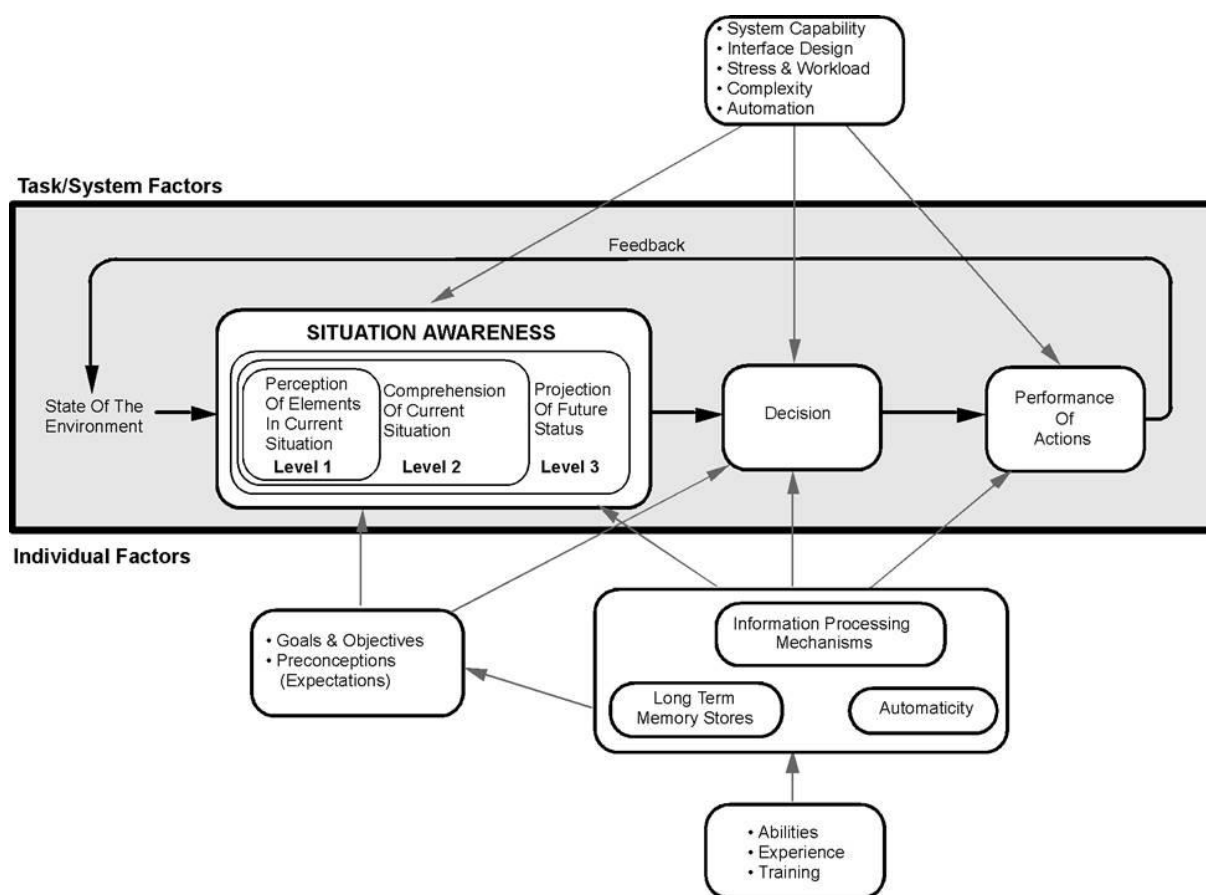 • System Capability
• Interface Design
• Stress & Workload
• Complexity
• Automation
Task/System Factors
Feedback
SITUATION AWARENESS
State Of The
Environment
Perception
Of Elements
In Current
Situation
Level 1
Comprehension
Of Current
Situation
Level 2
Projection
Of Future
Status
Level 3
Decision
Performance
Of
Actions
Individual Factors
• Goals & Objectives
• Preconceptions
(Expectations)
Information Processing
Mechanisms
Long Term
Memory Stores
Automaticity
• Abilities
• Experience
• Training